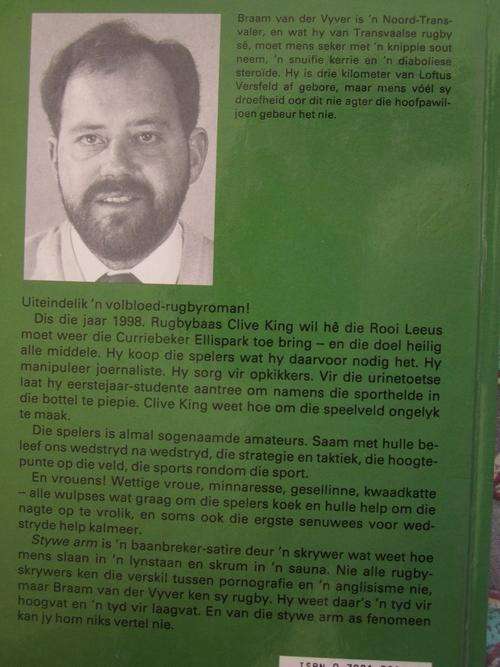 Braam van der Vyver is 'n Noord-Trans-
valer, en wat hy van Transvaalse rugby
sê, moet mens seker met 'n knippie sout
neem, 'n snuifie kerrie en 'n diaboliese
steroïde. Hy is drie kilometer van Loftus
Versfeld af gebore, maar mens vóél sy
droefheid oor dit nie agter die hoofpawil-
joen gebeur het nie.
Uiteindelik 'n volbloed-rugbyroman!
Dis die jaar 1998. Rugbybaas Clive King wil hê die Rooi Leeus
moet weer die Curriebeker Ellispark toe bring – en die doel heilig
alle middele. Hy koop die spelers wat hy daarvoor nodig het. Hy
manipuleer joernaliste. Hy sorg vir opkikkers. Vir die urinetoetse
laat hy eerstejaar-studente aantree om namens die sporthelde in
die bottel te piepie. Clive King weet hoe om die speelveld ongelyk
te maak.
Die spelers is almal sogenaamde amateurs. Saam met hulle be-
leef ons wedstryd na wedstryd, die strategie en taktiek, die hoogte-
punte op die veld, die sports rondom die sport.
En vrouens! Wettige vroue, minnaresse, gesellinne, kwaadkatte
– alle wulpses wat graag om die spelers koek en hulle help om die
nagte op te vrolik, en soms ook die ergste senuwees voor wed-
stryde help kalmeer.
Stywe arm is 'n baanbreker-satire deur 'n skrywer wat weet hoe
mens slaan in 'n lynstaan en skrum in 'n sauna. Nie alle rugby-
skrywers ken die verskil tussen pornografie en 'n anglisisme nie,
maar Braam van der Vyver ken sy rugby. Hy weet daar's 'n tyd vir
hoogvat en 'n tyd vir laagvat. En van die stywe arm as fenomeen
kan jy hom niks vertel nie.
ISBN 0